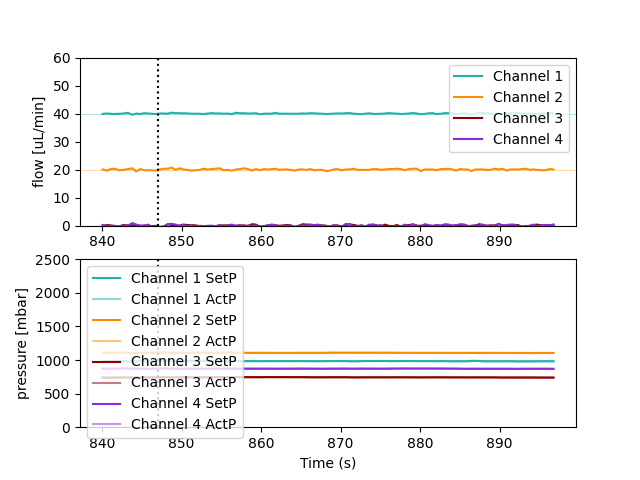 60
50
40
30
20
10
0
flow [uL/min]
Channel 1
Channel 2
Channel 3
Channel 4
840 850 860 870 880 890
2500
2000
1500
1000
500
0
pressure [mbar]
Channel 1 SetP
Channel 1 ActP
Channel 2 SetP
Channel 2 ActP
Channel 3 SetP
Channel 3 ActP
Channel 4 SetP
Channel 4 ActP
840 850 860 870 880 890
Time (s)